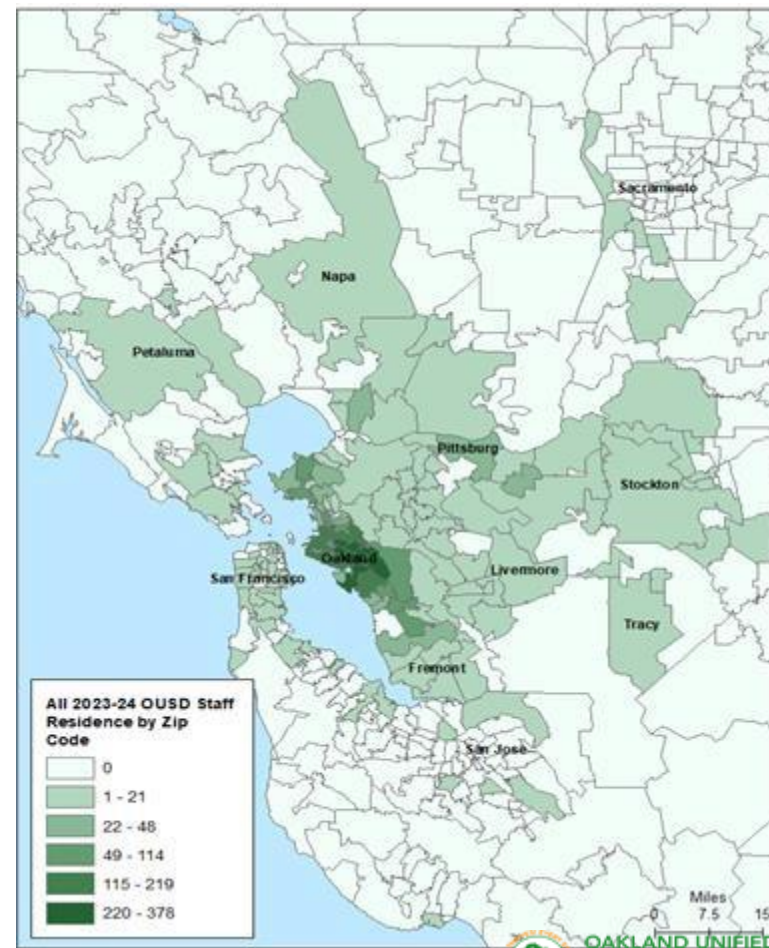 Sacramento
Napa
Petaluma
Pittsburg
Stockton
Oakland
San Francisco
Livermore
Tracy
Fremont
San Jose
All 2023-24 OUSD Staff
Residence by Zip
Code
0
1 - 21
22 - 48
49 - 114
115 - 219
220 - 378
Miles
0 7.5 15
OAKLAND UNIFIED